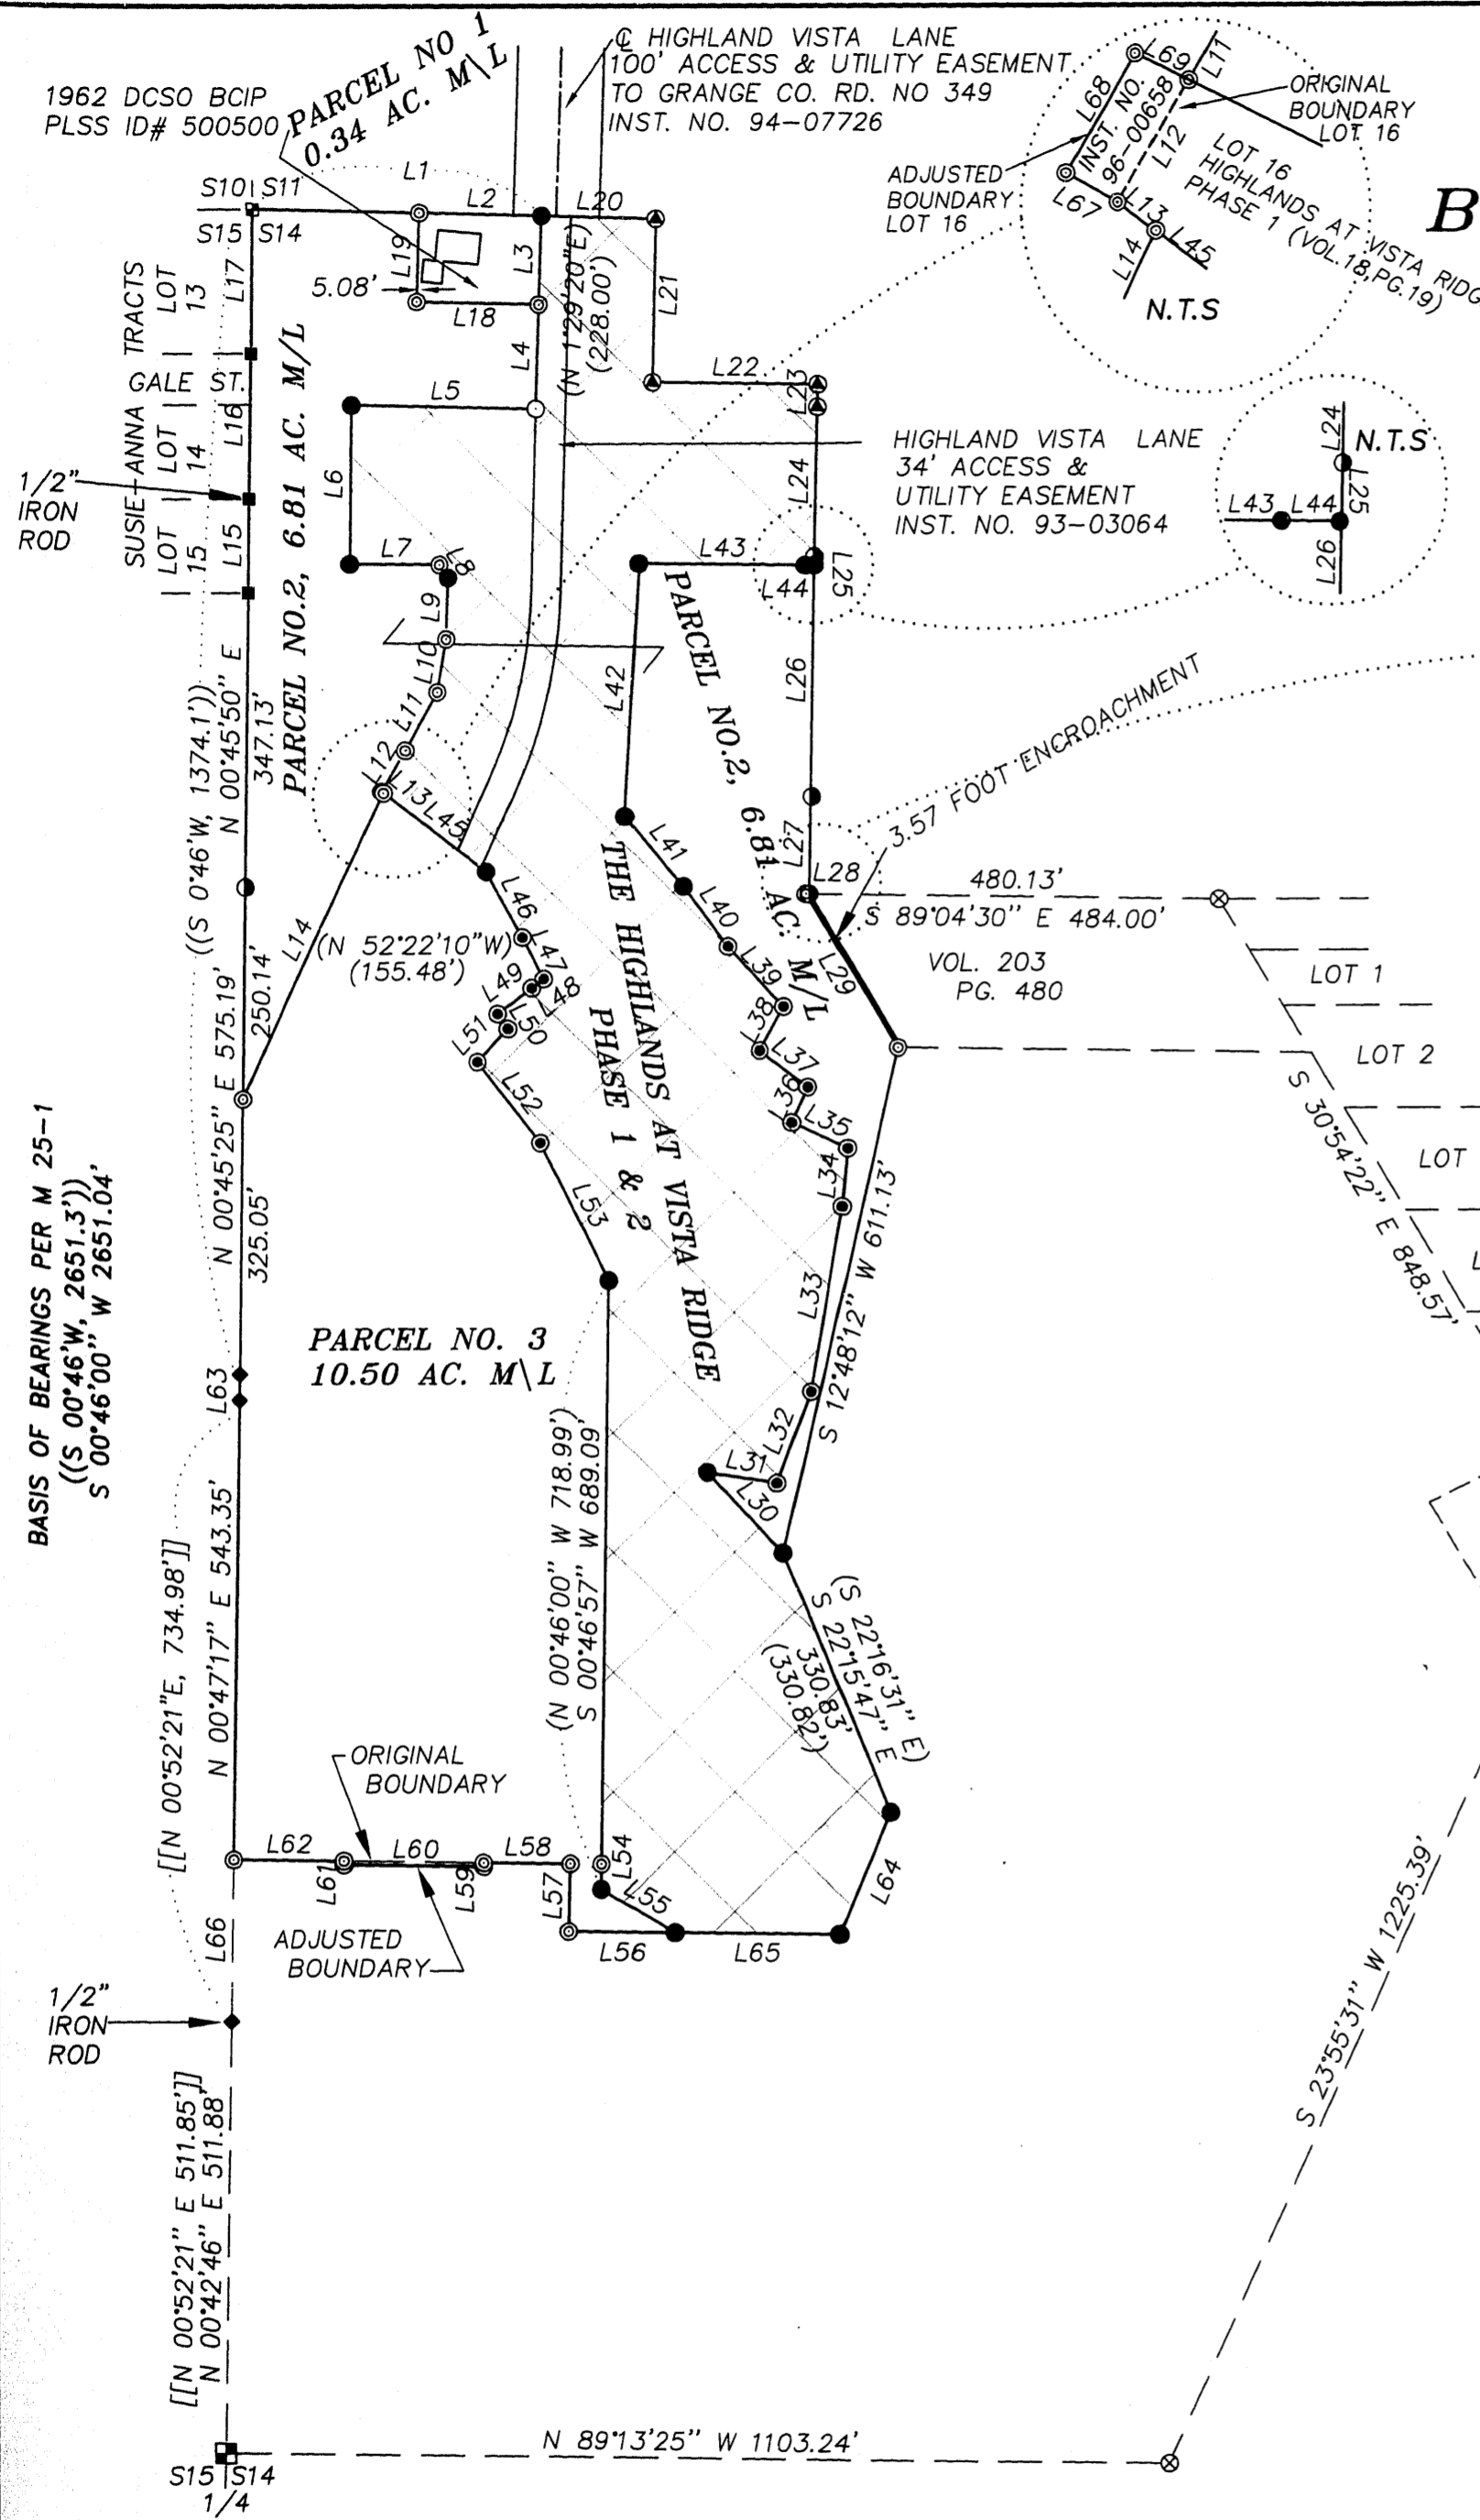 1962 DCSO BCIP
PLSS ID# 500500
PARCEL NO 1
0.34 AC. M\L
℄ HIGHLAND VISTA LANE
100' ACCESS & UTILITY EASEMENT
TO GRANGE CO. RD. NO 349
INST. NO. 94-07726
L69
L11
L68
INST. NO.
96-00658
L12
ORIGINAL
BOUNDARY
LOT 16
ADJUSTED
BOUNDARY
LOT 16
LOT 16
HIGHLANDS AT VISTA RIDG
PHASE 1 (VOL.18,PG.19)
L67
L13
L45
L14
N.T.S
B
S10 S11
S15 S14
L1
L2
L20
L17
L19
L3
5.08'
L18
L4
(N 1°29'20"E)
(228.00')
L21
L22
L23
SUSIE-ANNA TRACTS
LOT
13
GALE ST.
LOT
14
L16
LOT
15
L15
1/2"
IRON
ROD
PARCEL NO.2, 6.81 AC. M/L
L5
L6
L7
L8
L9
L10
L11
L12
L13
L45
L14
HIGHLAND VISTA LANE
34' ACCESS &
UTILITY EASEMENT
INST. NO. 93-03064
L24
N.T.S
L25
L43
L44
L26
L24
L43
L44
L25
L26
L42
PARCEL NO.2, 6.81 AC. M/L
L27
L28
3.57 FOOT ENCROACHMENT
480.13'
S 89°04'30" E 484.00'
VOL. 203
PG. 480
L29
LOT 1
LOT 2
LOT
L
S 30°54'22" E 848.57'
((S 0°46'W, 1374.1'))
N 00°45'50" E
347.13'
250.14'
N 00°45'25" E 575.19'
325.05'
BASIS OF BEARINGS PER M 25-1
((S 00°46'W, 2651.3'))
S 00°46'00" W 2651.04'
L41
L40
L39
L38
L37
L36
L35
L34
L33
L32
L31
L30
S 12°48'12" W 611.13'
L46
(N 52°22'10"W)
(155.48')
L47
L48
L49
L50
L51
L52
L53
THE HIGHLANDS AT VISTA RIDGE
PHASE 1 & 2
PARCEL NO. 3
10.50 AC. M\L
L63
(N 00°46'00" W 718.99')
S 00°46'57" W 689.09'
[[N 00°52'21"E, 734.98']]
N 00°47'17" E 543.35'
(S 22°16'31" E)
S 22°15'47" E
330.83'
(330.82')
ORIGINAL
BOUNDARY
L62
L60
L58
L54
L61
L59
L57
L55
L56
L65
L64
L66
ADJUSTED
BOUNDARY
1/2"
IRON
ROD
[[N 00°52'21" E 511.85']]
N 00°42'46" E 511.88'
S 23°55'31" W 1225.39'
N 89°13'25" W 1103.24'
S15 S14
1/4